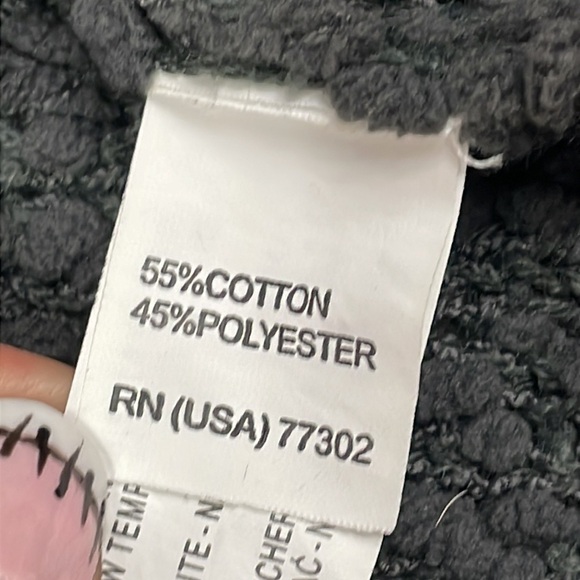 55%COTTON
45%POLYESTER
RN (USA) 77302